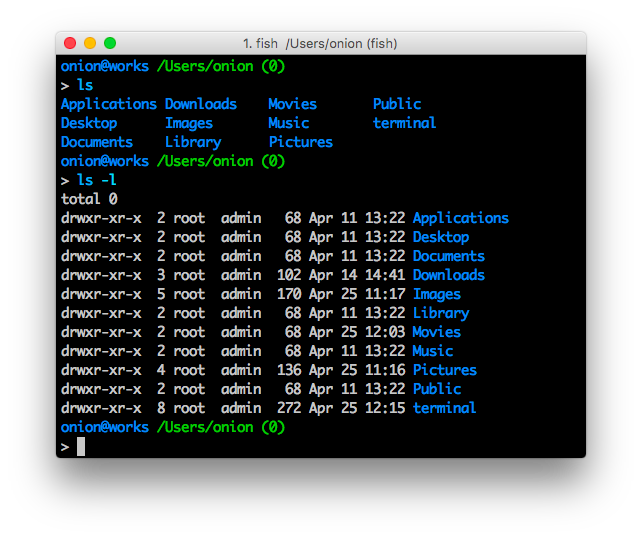 1. fish  /Users/onion (fish)
onion@works /Users/onion (0)
> ls
Applications Downloads    Movies       Public
Desktop      Images       Music        terminal
Documents    Library      Pictures
onion@works /Users/onion (0)
> ls -l
total 0
drwxr-xr-x  2 root  admin   68 Apr 11 13:22 Applications
drwxr-xr-x  2 root  admin   68 Apr 11 13:22 Desktop
drwxr-xr-x  2 root  admin   68 Apr 11 13:22 Documents
drwxr-xr-x  3 root  admin  102 Apr 14 14:41 Downloads
drwxr-xr-x  5 root  admin  170 Apr 25 11:17 Images
drwxr-xr-x  2 root  admin   68 Apr 11 13:22 Library
drwxr-xr-x  2 root  admin   68 Apr 25 12:03 Movies
drwxr-xr-x  2 root  admin   68 Apr 11 13:22 Music
drwxr-xr-x  4 root  admin  136 Apr 25 11:16 Pictures
drwxr-xr-x  2 root  admin   68 Apr 11 13:22 Public
drwxr-xr-x  8 root  admin  272 Apr 25 12:15 terminal
onion@works /Users/onion (0)
>